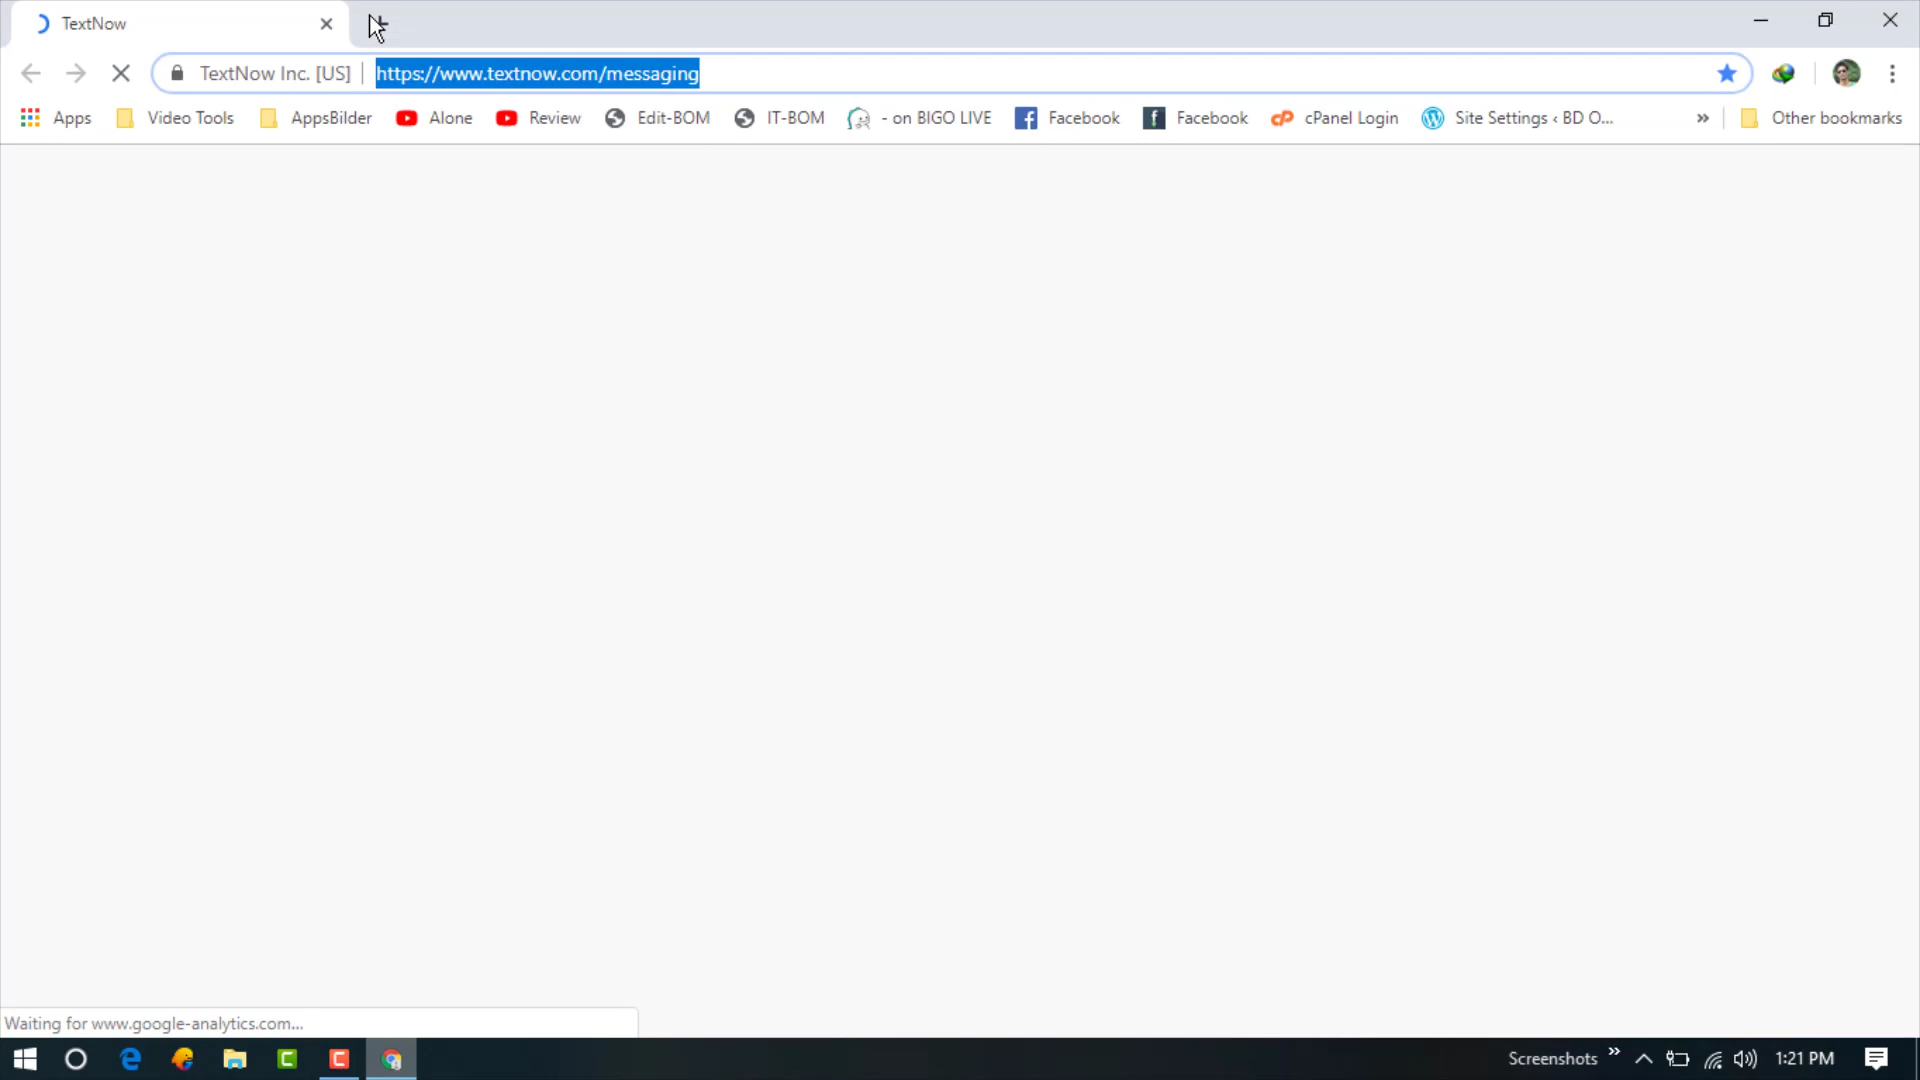 TextNow
TextNow Inc. [US] | https://www.textnow.com/messaging
Apps Video Tools AppsBilder Alone Review Edit-BOM IT-BOM - on BIGO LIVE Facebook Facebook cPanel Login Site Settings ‹ BD O... » Other bookmarks
Waiting for www.google-analytics.com...
Screenshots » 1:21 PM